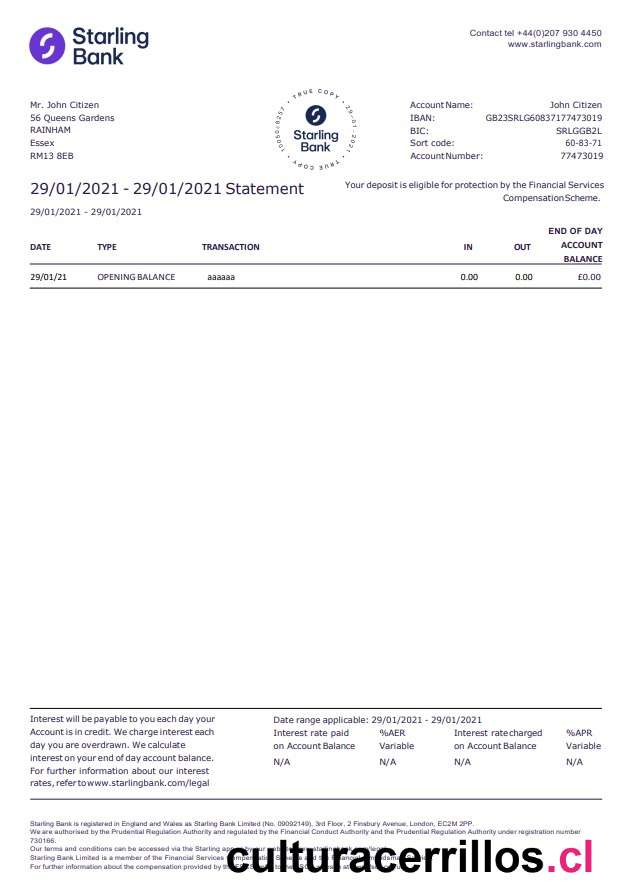 Starling
Bank
Contact tel +44(0)207 930 4450
www.starlingbank.com
Mr. John Citizen
56 Queens Gardens
RAINHAM
Essex
RM13 8EB
TRUE COPY • 29-01-2021 • TRUE COPY •
Starling
Bank
Account Name: John Citizen
IBAN: GB23SRLG60837177473019
BIC: SRLGGB2L
Sort code: 60-83-71
Account Number: 77473019
29/01/2021 - 29/01/2021 Statement
Your deposit is eligible for protection by the Financial Services
Compensation Scheme.
29/01/2021 - 29/01/2021
DATE TYPE TRANSACTION IN OUT END OF DAY
ACCOUNT
BALANCE
29/01/21 OPENING BALANCE aaaaaa 0.00 0.00 £0.00
Interest will be payable to you each day your
Account is in credit. We charge interest each
day you are overdrawn. We calculate
interest on your end of day account balance.
For further information about our interest
rates, refer to www.starlingbank.com/legal
Date range applicable: 29/01/2021 - 29/01/2021
Interest rate paid %AER Interest rate charged %APR
on Account Balance Variable on Account Balance Variable
N/A N/A N/A N/A
Starling Bank is registered in England and Wales as Starling Bank Limited (No. 09092149), 3rd Floor, 2 Finsbury Avenue, London, EC2M 2PP.
We are authorised by the Prudential Regulation Authority and regulated by the Financial Conduct Authority and the Prudential Regulation Authority under registration number
730166.
Our terms and conditions can be accessed via the Starling app
Starling Bank Limited is a member of the Financial Services
For further information about the compensation provided by
culturacerrillos.cl